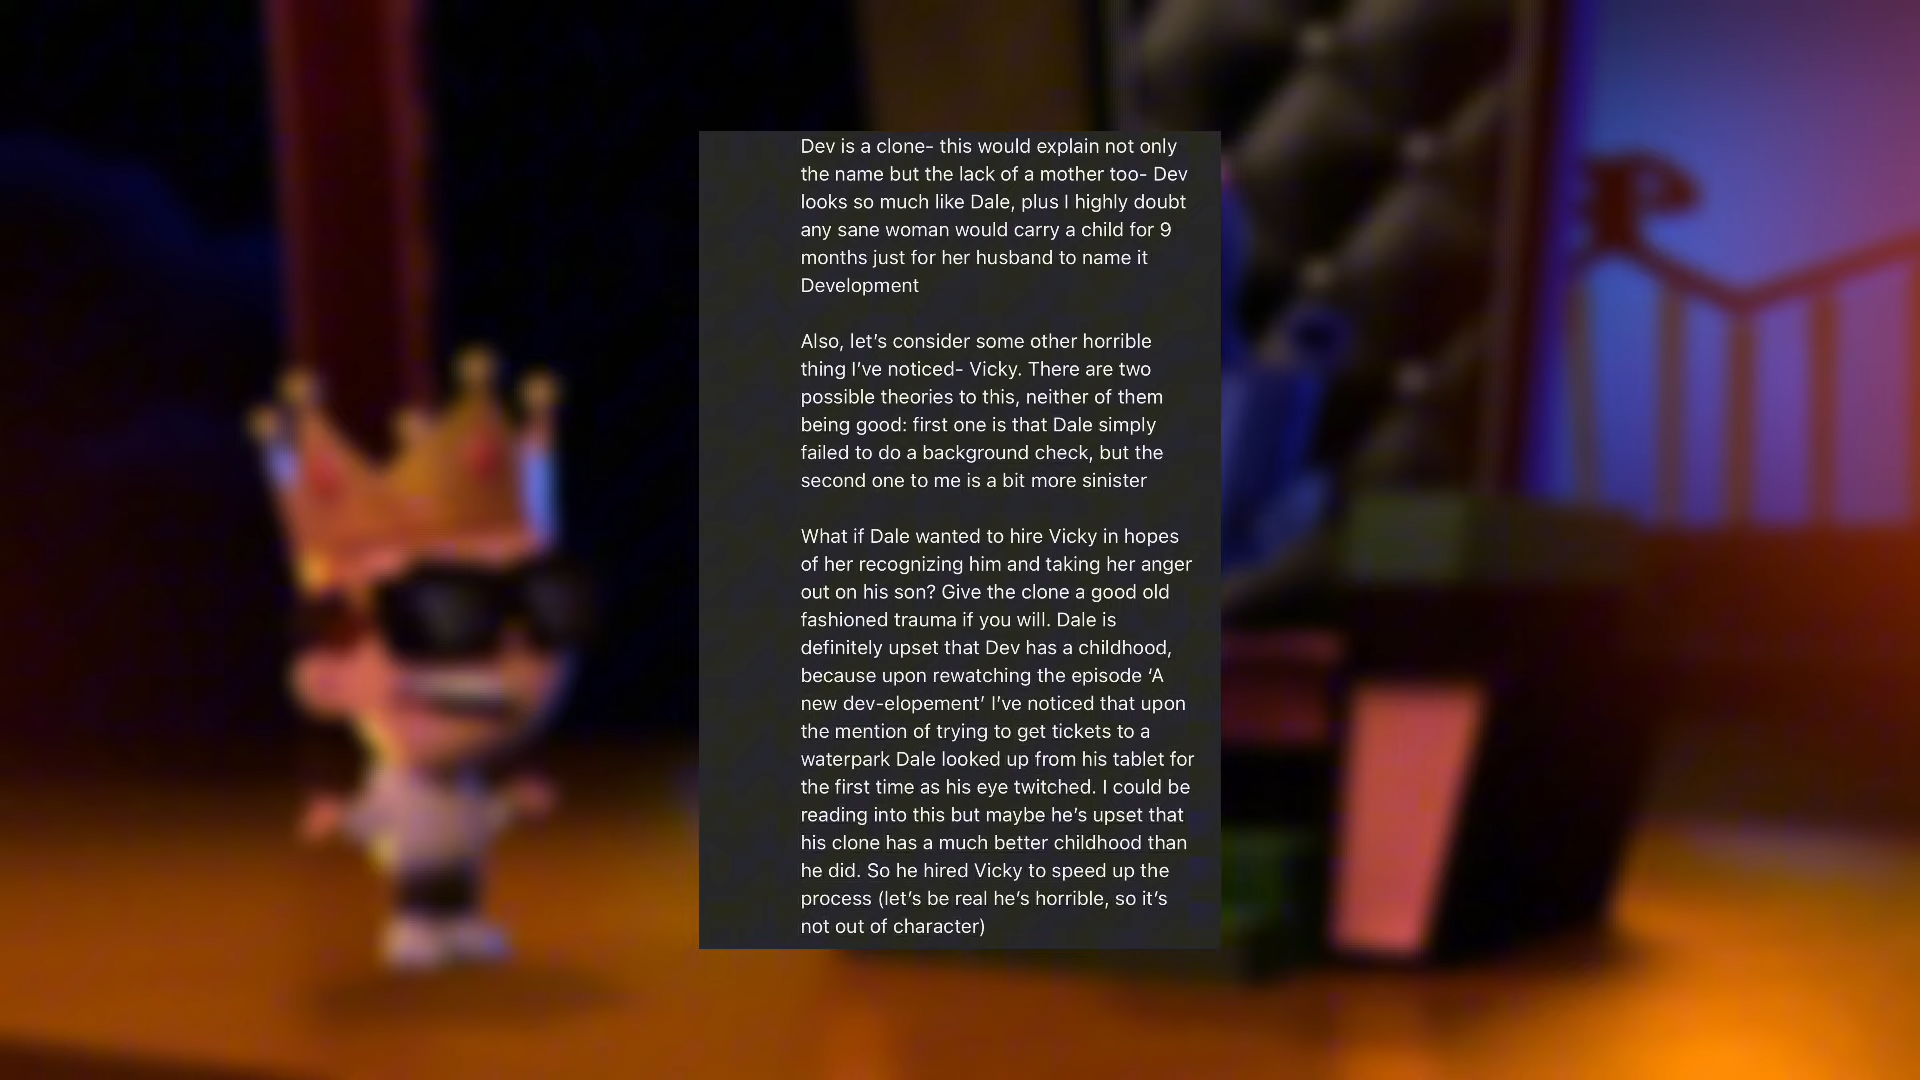 Dev is a clone- this would explain not only
the name but the lack of a mother too- Dev
looks so much like Dale, plus I highly doubt
any sane woman would carry a child for 9
months just for her husband to name it
Development
Also, let's consider some other horrible
thing I've noticed- Vicky. There are two
possible theories to this, neither of them
being good: first one is that Dale simply
failed to do a background check, but the
second one to me is a bit more sinister
What if Dale wanted to hire Vicky in hopes
of her recognizing him and taking her anger
out on his son? Give the clone a good old
fashioned trauma if you will. Dale is
definitely upset that Dev has a childhood,
because upon rewatching the episode ‘A
new dev-elopement’ I've noticed that upon
the mention of trying to get tickets to a
waterpark Dale looked up from his tablet for
the first time as his eye twitched. I could be
reading into this but maybe he's upset that
his clone has a much better childhood than
he did. So he hired Vicky to speed up the
process (let's be real he's horrible, so it's
not out of character)